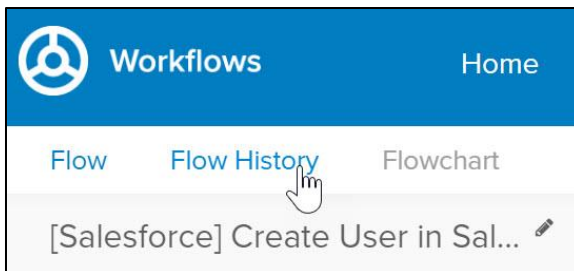 Workflows Home
Flow Flow History Flowchart
[Salesforce] Create User in Sal...